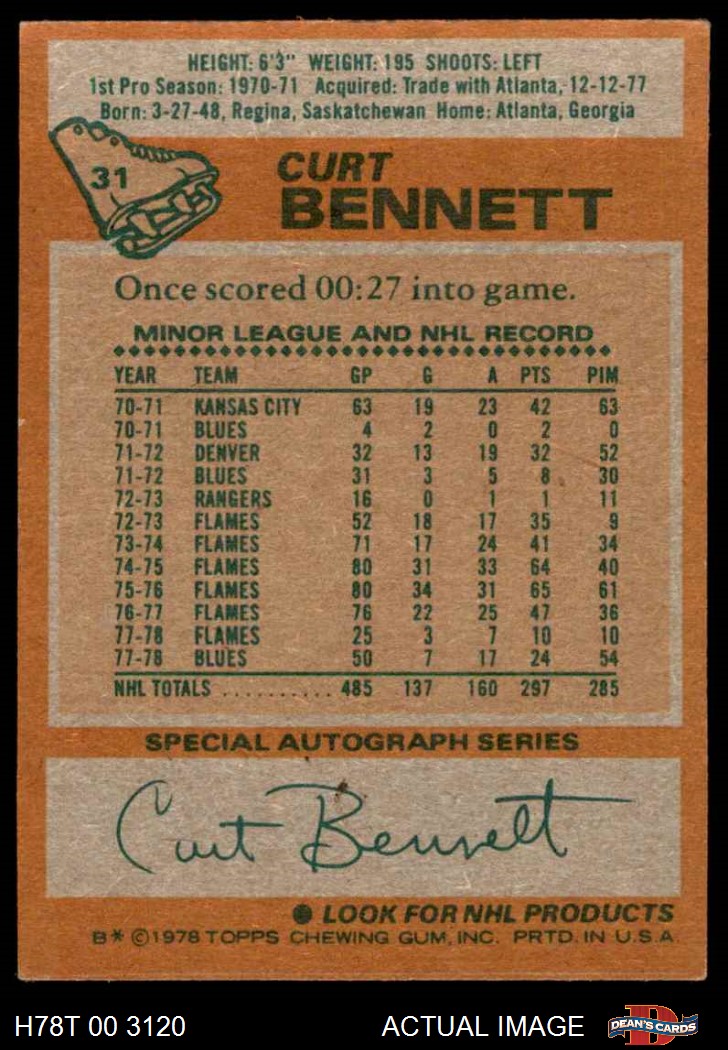 HEIGHT: 6'3" WEIGHT: 195 SHOOTS: LEFT
1st Pro Season: 1970-71 Acquired: Trade with Atlanta, 12-12-77
Born: 3-27-48, Regina, Saskatchewan Home: Atlanta, Georgia
31
CURT
BENNETT
Once scored 00:27 into game.
MINOR LEAGUE AND NHL RECORD
YEAR TEAM GP G A PTS PIM
70-71 KANSAS CITY 63 19 23 42 63
70-71 BLUES 4 2 0 2 0
71-72 DENVER 32 13 19 32 52
71-72 BLUES 31 3 5 8 30
72-73 RANGERS 16 0 1 1 11
72-73 FLAMES 52 18 17 35 9
73-74 FLAMES 71 17 24 41 34
74-75 FLAMES 80 31 33 64 40
75-76 FLAMES 80 34 31 65 61
76-77 FLAMES 76 22 25 47 36
77-78 FLAMES 25 3 7 10 10
77-78 BLUES 50 7 17 24 54
NHL TOTALS .......... 485 137 160 297 285
SPECIAL AUTOGRAPH SERIES
Curt Bennett
● LOOK FOR NHL PRODUCTS
B* ©1978 TOPPS CHEWING GUM, INC. PRTD. IN U.S.A.
H78T 00 3120 ACTUAL IMAGE D DEAN'S CARDS